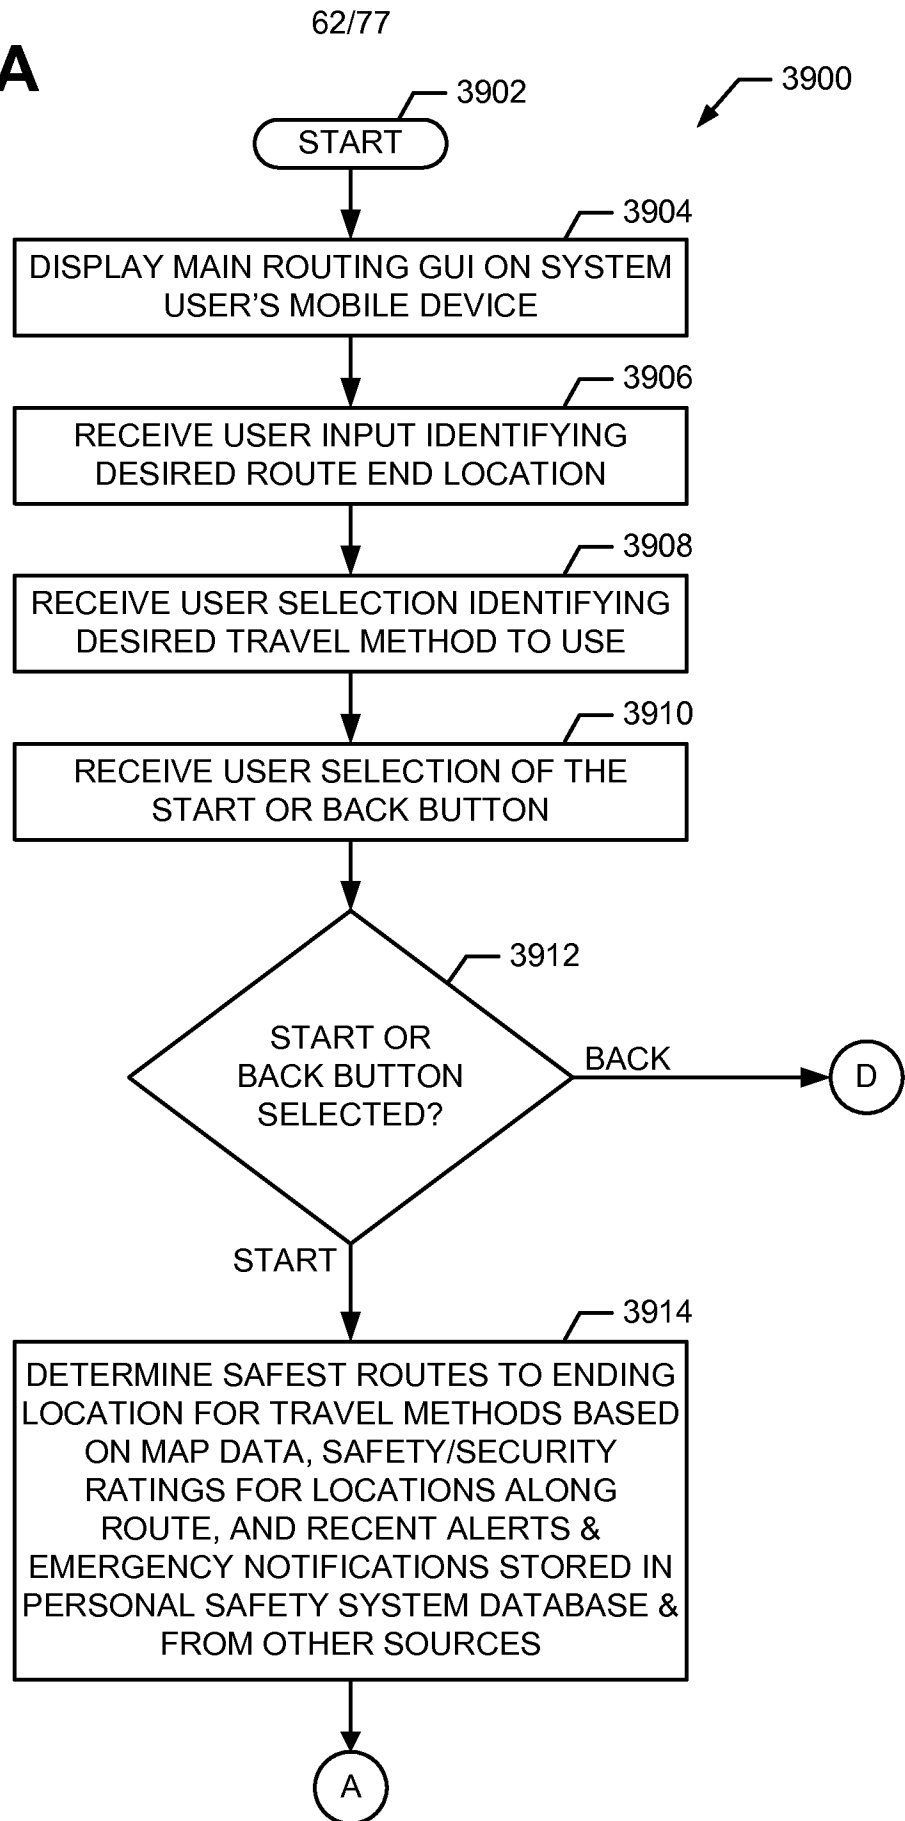 62/77
A
3900
3902
START
3904
DISPLAY MAIN ROUTING GUI ON SYSTEM
USER'S MOBILE DEVICE
3906
RECEIVE USER INPUT IDENTIFYING
DESIRED ROUTE END LOCATION
3908
RECEIVE USER SELECTION IDENTIFYING
DESIRED TRAVEL METHOD TO USE
3910
RECEIVE USER SELECTION OF THE
START OR BACK BUTTON
3912
START OR
BACK BUTTON
SELECTED?
BACK
D
START
3914
DETERMINE SAFEST ROUTES TO ENDING
LOCATION FOR TRAVEL METHODS BASED
ON MAP DATA, SAFETY/SECURITY
RATINGS FOR LOCATIONS ALONG
ROUTE, AND RECENT ALERTS &
EMERGENCY NOTIFICATIONS STORED IN
PERSONAL SAFETY SYSTEM DATABASE &
FROM OTHER SOURCES
A